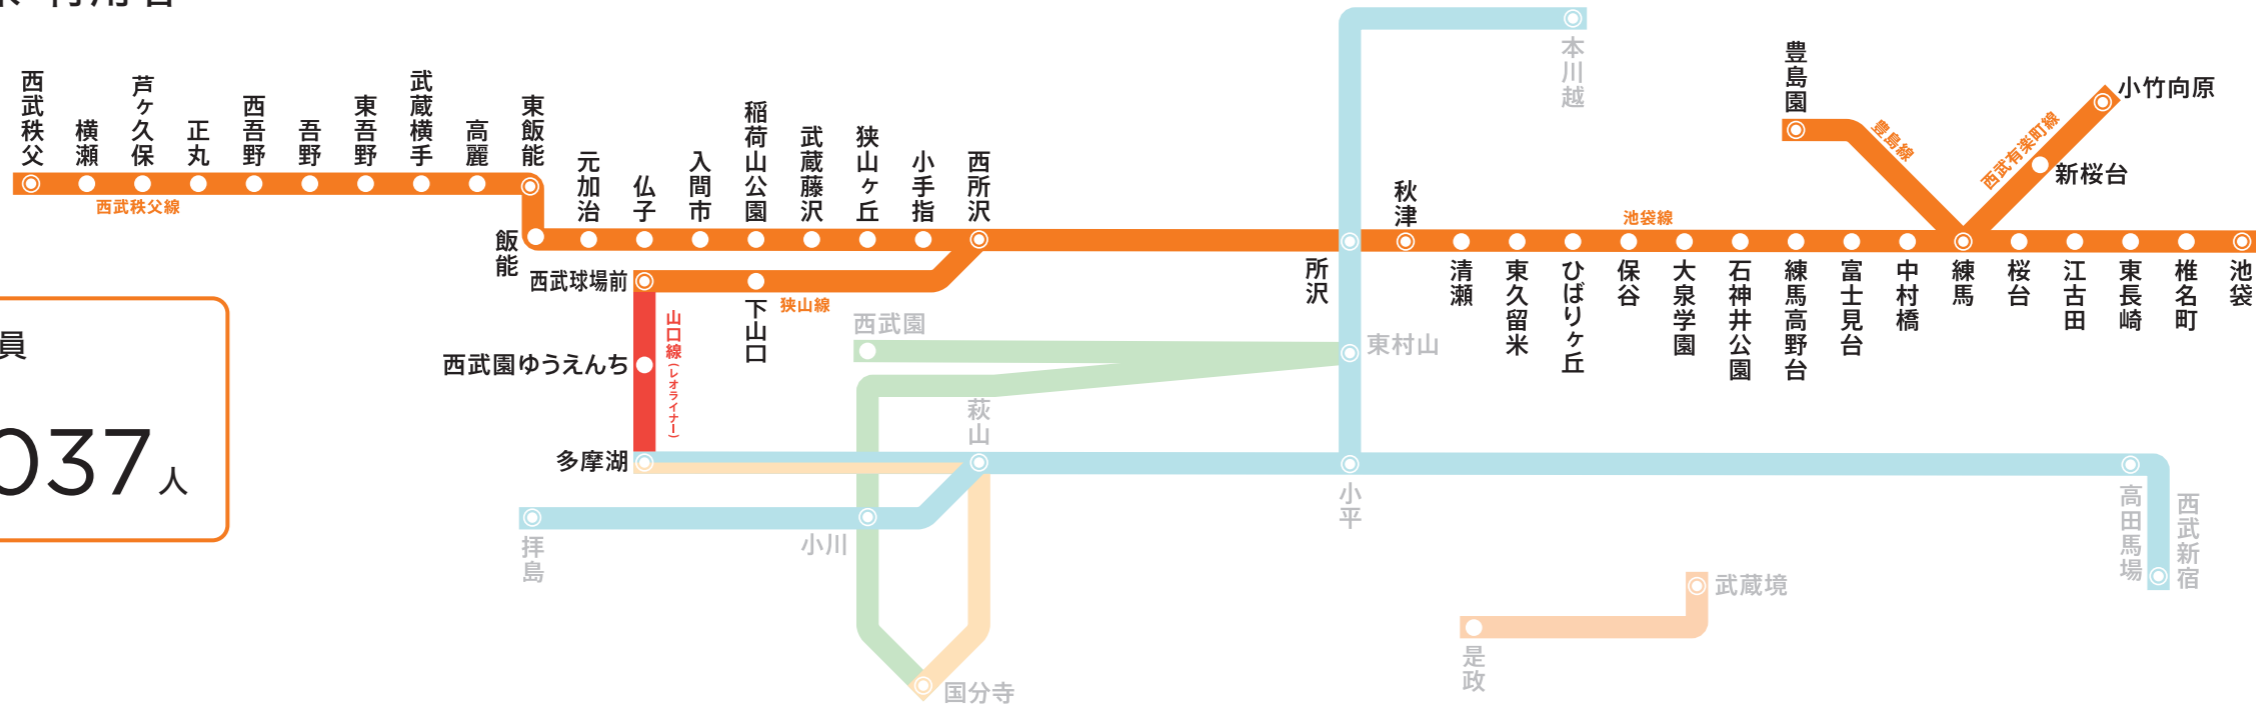 西武秩父
横瀬
芦ヶ久保
正丸
西吾野
吾野
東吾野
武蔵横手
高麗
東飯能
西武秩父線
飯能
元加治
仏子
入間市
稲荷山公園
武蔵藤沢
狭山ヶ丘
小手指
西所沢
所沢
秋津
清瀬
東久留米
ひばりヶ丘
保谷
大泉学園
石神井公園
練馬高野台
富士見台
中村橋
練馬
桜台
江古田
東長崎
椎名町
池袋
池袋線
豊島園
豊島線
西武有楽町線
小竹向原
新桜台
本川越
西武球場前
下山口
狭山線
山口線(レオライナー)
西武園ゆうえんち
多摩湖
西武園
東村山
萩山
小平
小川
拝島
国分寺
高田馬場
西武新宿
武蔵境
是政
員
037人